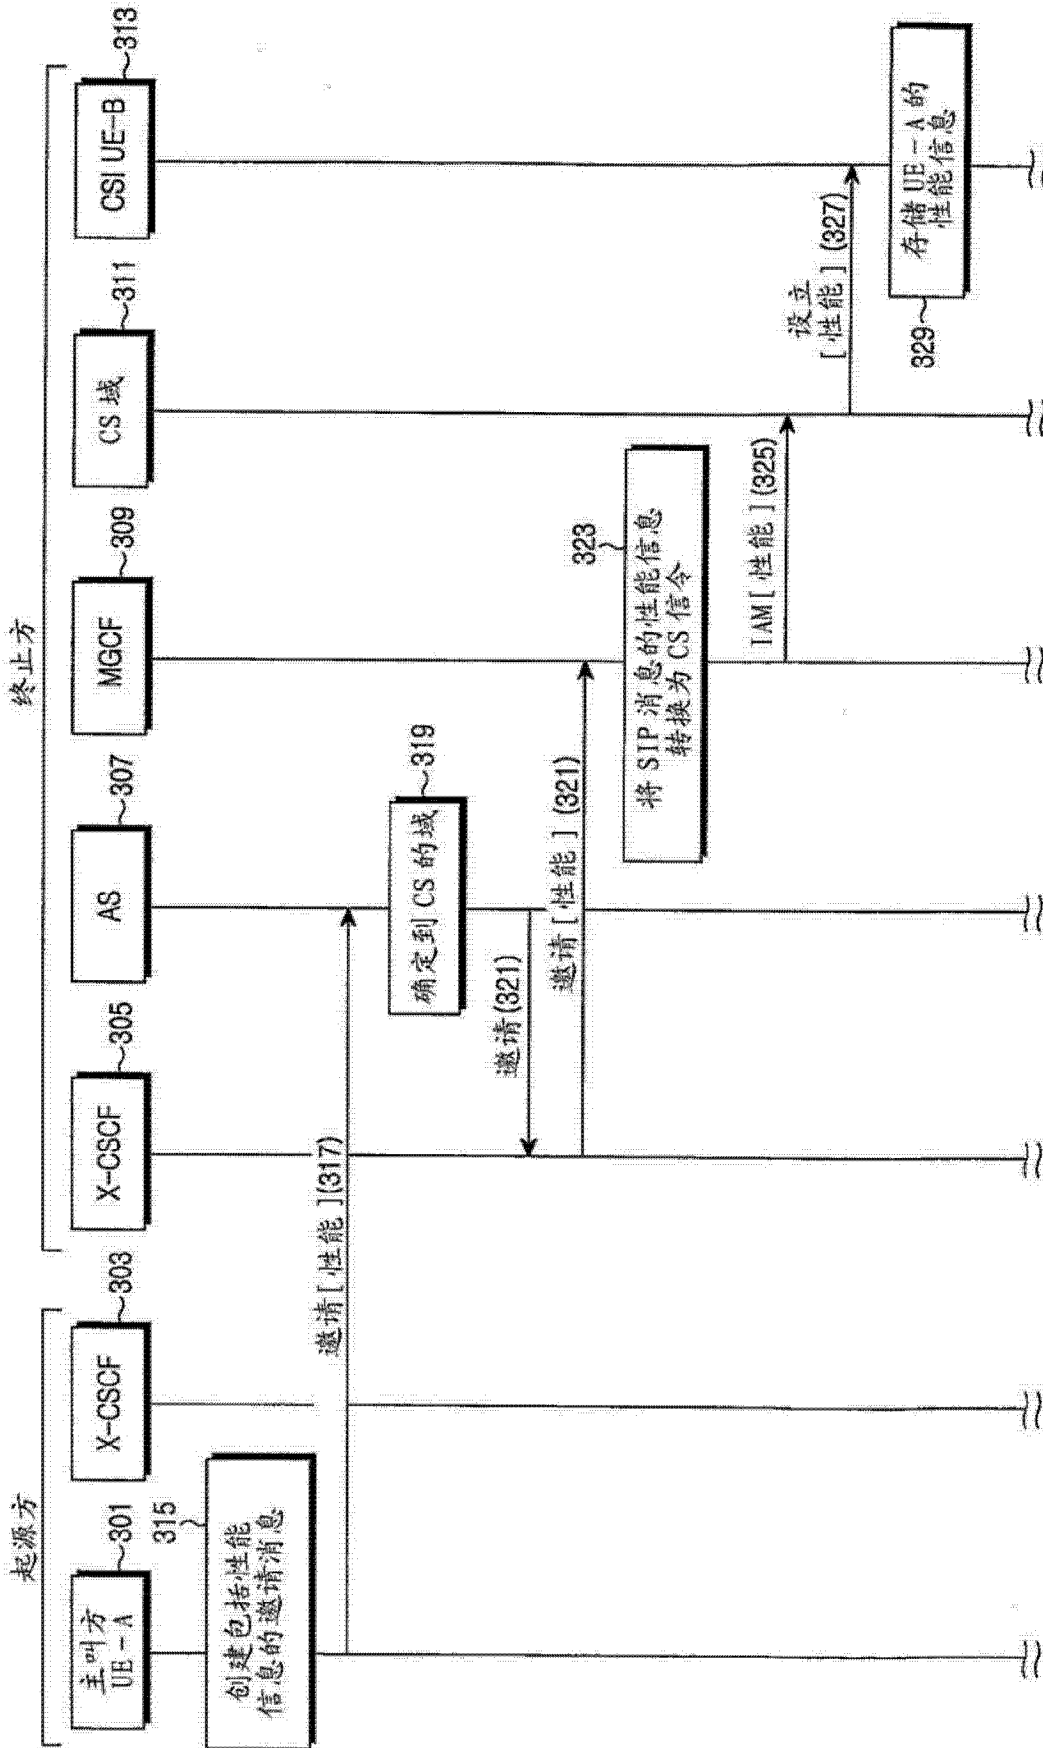 起源方
终止方
主叫方
UE-A
301
X-CSCF
303
X-CSCF
305
AS
307
MGCF
309
CS 域
311
CSI UE-B
313
315
创建包括性能
信息的邀请消息
邀请[性能](317)
确定到 CS 的域
319
邀请(321)
邀请[性能](321)
323
将 SIP 消息的性能信息
转换为 CS 信令
IAM[性能](325)
设立
[性能](327)
存储 UE-A 的
性能信息
329